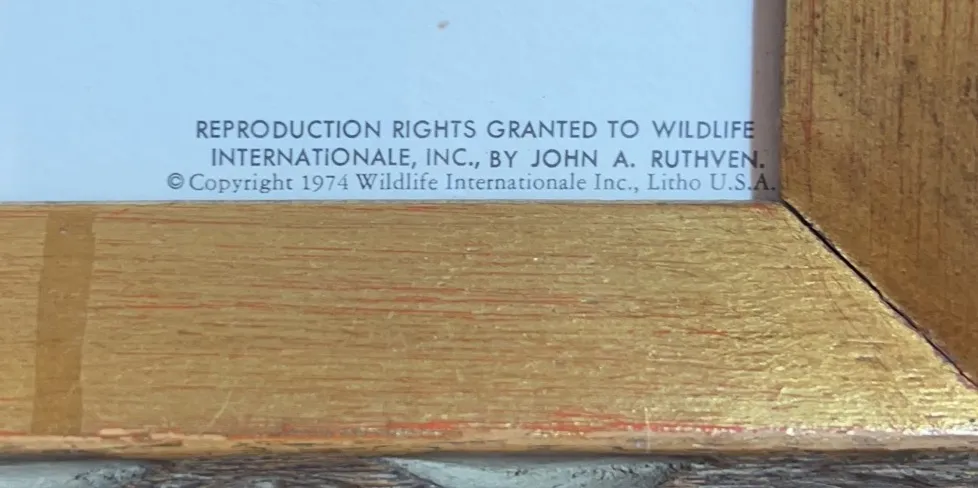 REPRODUCTION RIGHTS GRANTED TO WILDLIFE
INTERNATIONALE, INC., BY JOHN A. RUTHVEN.
© Copyright 1974 Wildlife Internationale Inc., Litho U.S.A.